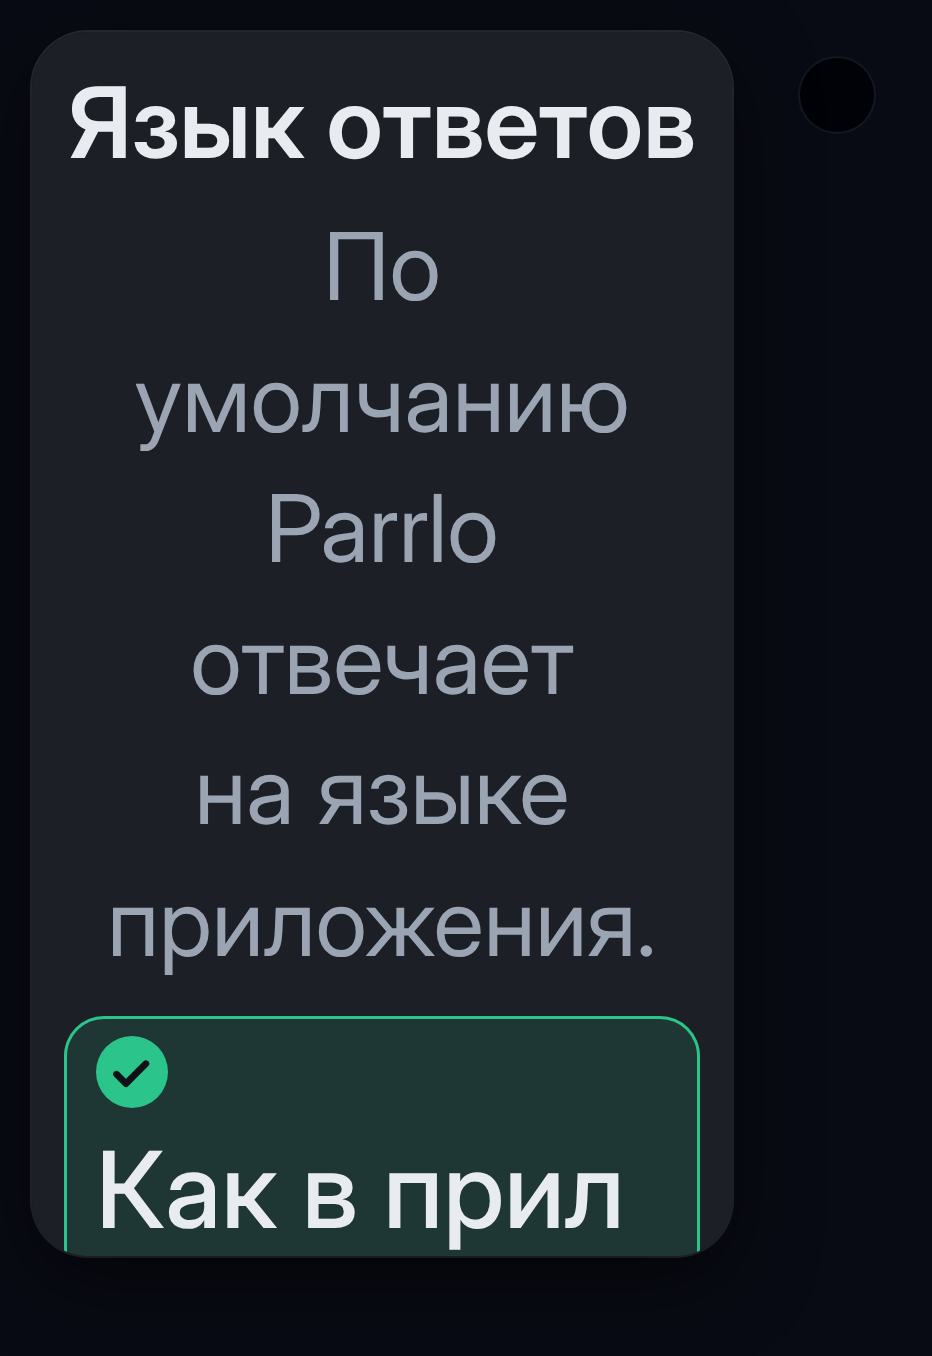 Язык ответов
По
умолчанию
Parrlo
отвечает
на языке
приложения.
Как в прил